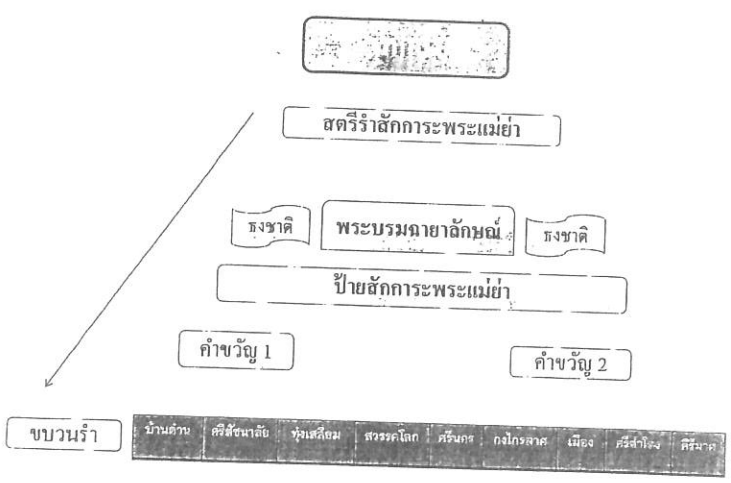 สตรีรำสักการะพระแม่ย่า
ธงชาติ พระบรมฉายาลักษณ์ ธงชาติ
ป้ายสักการะพระแม่ย่า
คำขวัญ 1 คำขวัญ 2
ขบวนรำ บ้านด่าน ศรีสัชนาลัย ทุ่งเสลี่ยม สวรรคโลก ศรีนคร กงไกรลาศ เมือง ศรีสำโรง คีรีมาศ